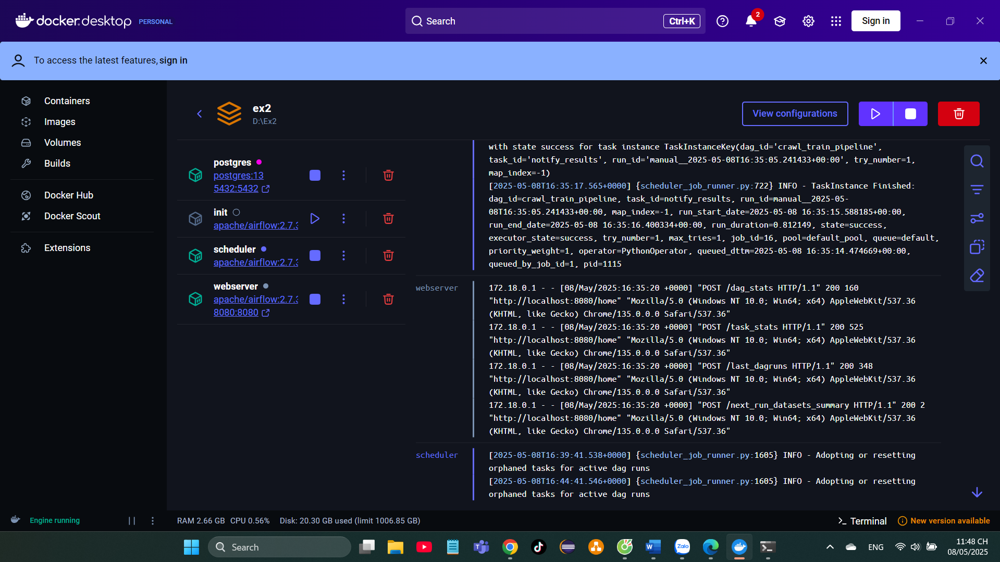 docker.desktop PERSONAL
Search
Ctrl+K
2
Sign in
To access the latest features, sign in
Containers
Images
Volumes
Builds
Docker Hub
Docker Scout
Extensions
ex2
D:\Ex2
View configurations
postgres
postgres:13
5432:5432
init
apache/airflow:2.7.3
scheduler
apache/airflow:2.7.3
webserver
apache/airflow:2.7.3
8080:8080
with state success for task instance TaskInstanceKey(dag_id='crawl_train_pipeline',
task_id='notify_results', run_id='manual__2025-05-08T16:35:05.241433+00:00', try_number=1,
map_index=-1)
[2025-05-08T16:35:17.565+0000] {scheduler_job_runner.py:722} INFO - TaskInstance Finished:
dag_id=crawl_train_pipeline, task_id=notify_results, run_id=manual__2025-05-
08T16:35:05.241433+00:00, map_index=-1, run_start_date=2025-05-08 16:35:15.588185+00:00,
run_end_date=2025-05-08 16:35:16.400334+00:00, run_duration=0.812149, state=success,
executor_state=success, try_number=1, max_tries=1, job_id=16, pool=default_pool, queue=default,
priority_weight=1, operator=PythonOperator, queued_dttm=2025-05-08 16:35:14.474669+00:00,
queued_by_job_id=1, pid=1115
webserver
172.18.0.1 - - [08/May/2025:16:35:20 +0000] "POST /dag_stats HTTP/1.1" 200 160
"http://localhost:8080/home" "Mozilla/5.0 (Windows NT 10.0; Win64; x64) AppleWebKit/537.36
(KHTML, like Gecko) Chrome/135.0.0.0 Safari/537.36"
172.18.0.1 - - [08/May/2025:16:35:20 +0000] "POST /task_stats HTTP/1.1" 200 525
"http://localhost:8080/home" "Mozilla/5.0 (Windows NT 10.0; Win64; x64) AppleWebKit/537.36
(KHTML, like Gecko) Chrome/135.0.0.0 Safari/537.36"
172.18.0.1 - - [08/May/2025:16:35:20 +0000] "POST /last_dagruns HTTP/1.1" 200 348
"http://localhost:8080/home" "Mozilla/5.0 (Windows NT 10.0; Win64; x64) AppleWebKit/537.36
(KHTML, like Gecko) Chrome/135.0.0.0 Safari/537.36"
172.18.0.1 - - [08/May/2025:16:35:20 +0000] "POST /next_run_datasets_summary HTTP/1.1" 200 2
"http://localhost:8080/home" "Mozilla/5.0 (Windows NT 10.0; Win64; x64) AppleWebKit/537.36
(KHTML, like Gecko) Chrome/135.0.0.0 Safari/537.36"
scheduler
[2025-05-08T16:39:41.538+0000] {scheduler_job_runner.py:1605} INFO - Adopting or resetting
orphaned tasks for active dag runs
[2025-05-08T16:44:41.546+0000] {scheduler_job_runner.py:1605} INFO - Adopting or resetting
orphaned tasks for active dag runs
Engine running
RAM 2.66 GB CPU 0.56% Disk: 20.30 GB used (limit 1006.85 GB)
Terminal
New version available
Search
T
W
Zalo
ENG
11:48 CH
08/05/2025